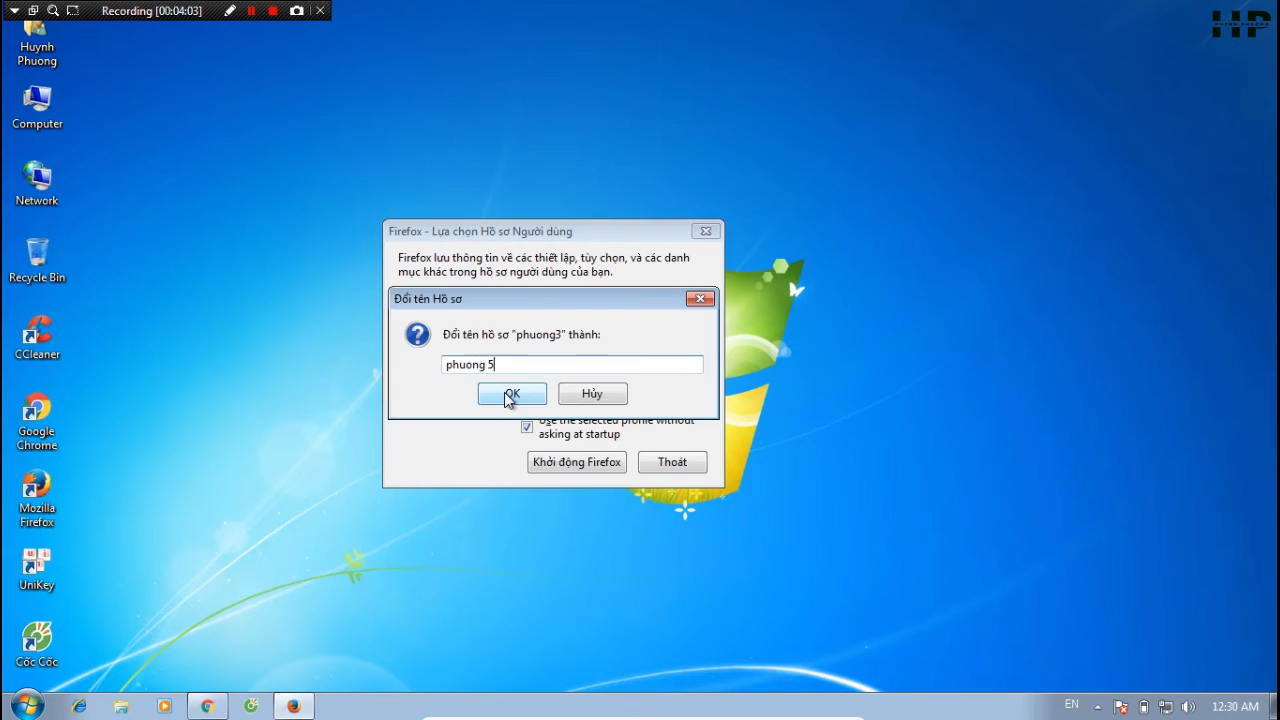 Recording [00:04:03]
HP
Huynh
Phuong
Computer
Network
Recycle Bin
CCleaner
Google
Chrome
Mozilla
Firefox
UniKey
Cốc Cốc
Firefox - Lựa chọn Hồ sơ Người dùng
Firefox lưu thông tin về các thiết lập, tùy chọn, và các danh
mục khác trong hồ sơ người dùng của bạn.
Đổi tên Hồ sơ
Đổi tên hồ sơ "phuong3" thành:
phuong 5
OK
Hủy
Use the selected profile without
asking at startup
Khởi động Firefox
Thoát
EN
12:30 AM